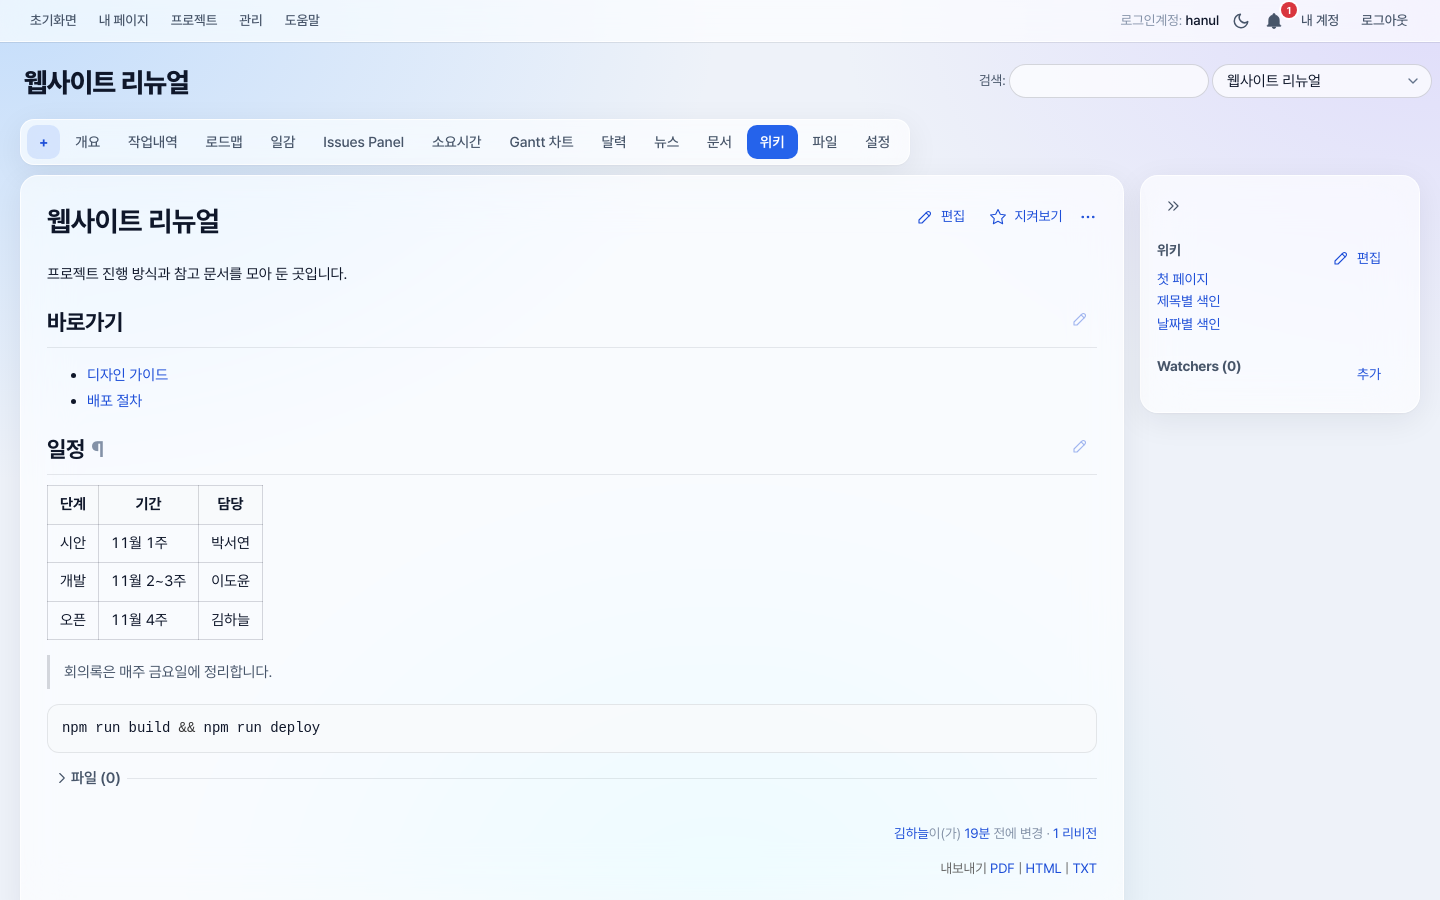 초기화면 내 페이지 프로젝트 관리 도움말 로그인계정: hanul 1 내 계정 로그아웃
웹사이트 리뉴얼 검색: 웹사이트 리뉴얼
+ 개요 작업내역 로드맵 일감 Issues Panel 소요시간 Gantt 차트 달력 뉴스 문서 위키 파일 설정
웹사이트 리뉴얼 편집 지켜보기 ···
프로젝트 진행 방식과 참고 문서를 모아 둔 곳입니다.
바로가기
• 디자인 가이드
• 배포 절차
일정 ¶
단계 기간 담당
시안 11월 1주 박서연
개발 11월 2~3주 이도윤
오픈 11월 4주 김하늘
회의록은 매주 금요일에 정리합니다.
npm run build && npm run deploy
파일 (0)
김하늘이(가) 19분 전에 변경 · 1 리비전
내보내기 PDF | HTML | TXT
»
위키 편집
첫 페이지
제목별 색인
날짜별 색인
Watchers (0) 추가